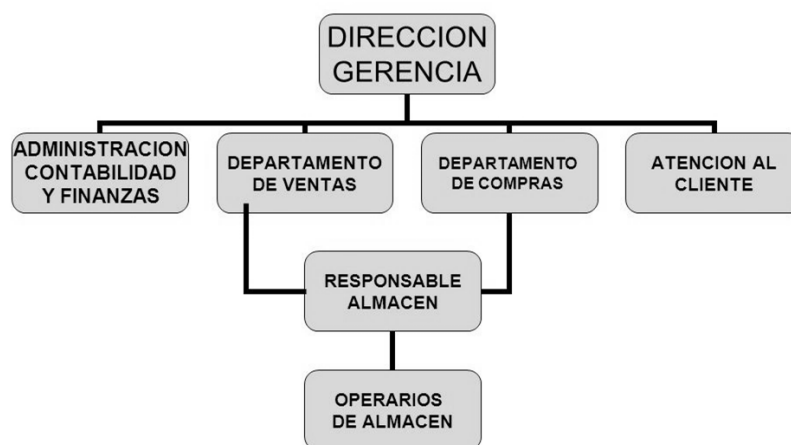 DIRECCION
GERENCIA
ADMINISTRACION
CONTABILIDAD
Y FINANZAS
DEPARTAMENTO
DE VENTAS
DEPARTAMENTO
DE COMPRAS
ATENCION AL
CLIENTE
RESPONSABLE
ALMACEN
OPERARIOS
DE ALMACEN